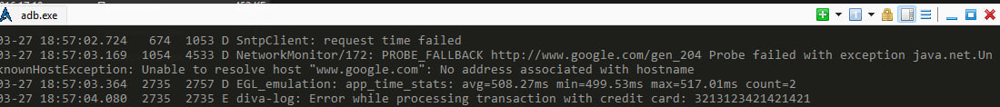 adb.exe
03-27 18:57:02.724   674  1053 D SntpClient: request time failed
03-27 18:57:03.169  1054  4533 D NetworkMonitor/172: PROBE_FALLBACK http://www.google.com/gen_204 Probe failed with exception java.net.Un
knownHostException: Unable to resolve host "www.google.com": No address associated with hostname
03-27 18:57:03.364  2735  2757 D EGL_emulation: app_time_stats: avg=508.27ms min=499.53ms max=517.01ms count=2
03-27 18:57:04.080  2735  2735 E diva-log: Error while processing transaction with credit card: 3213123421421421